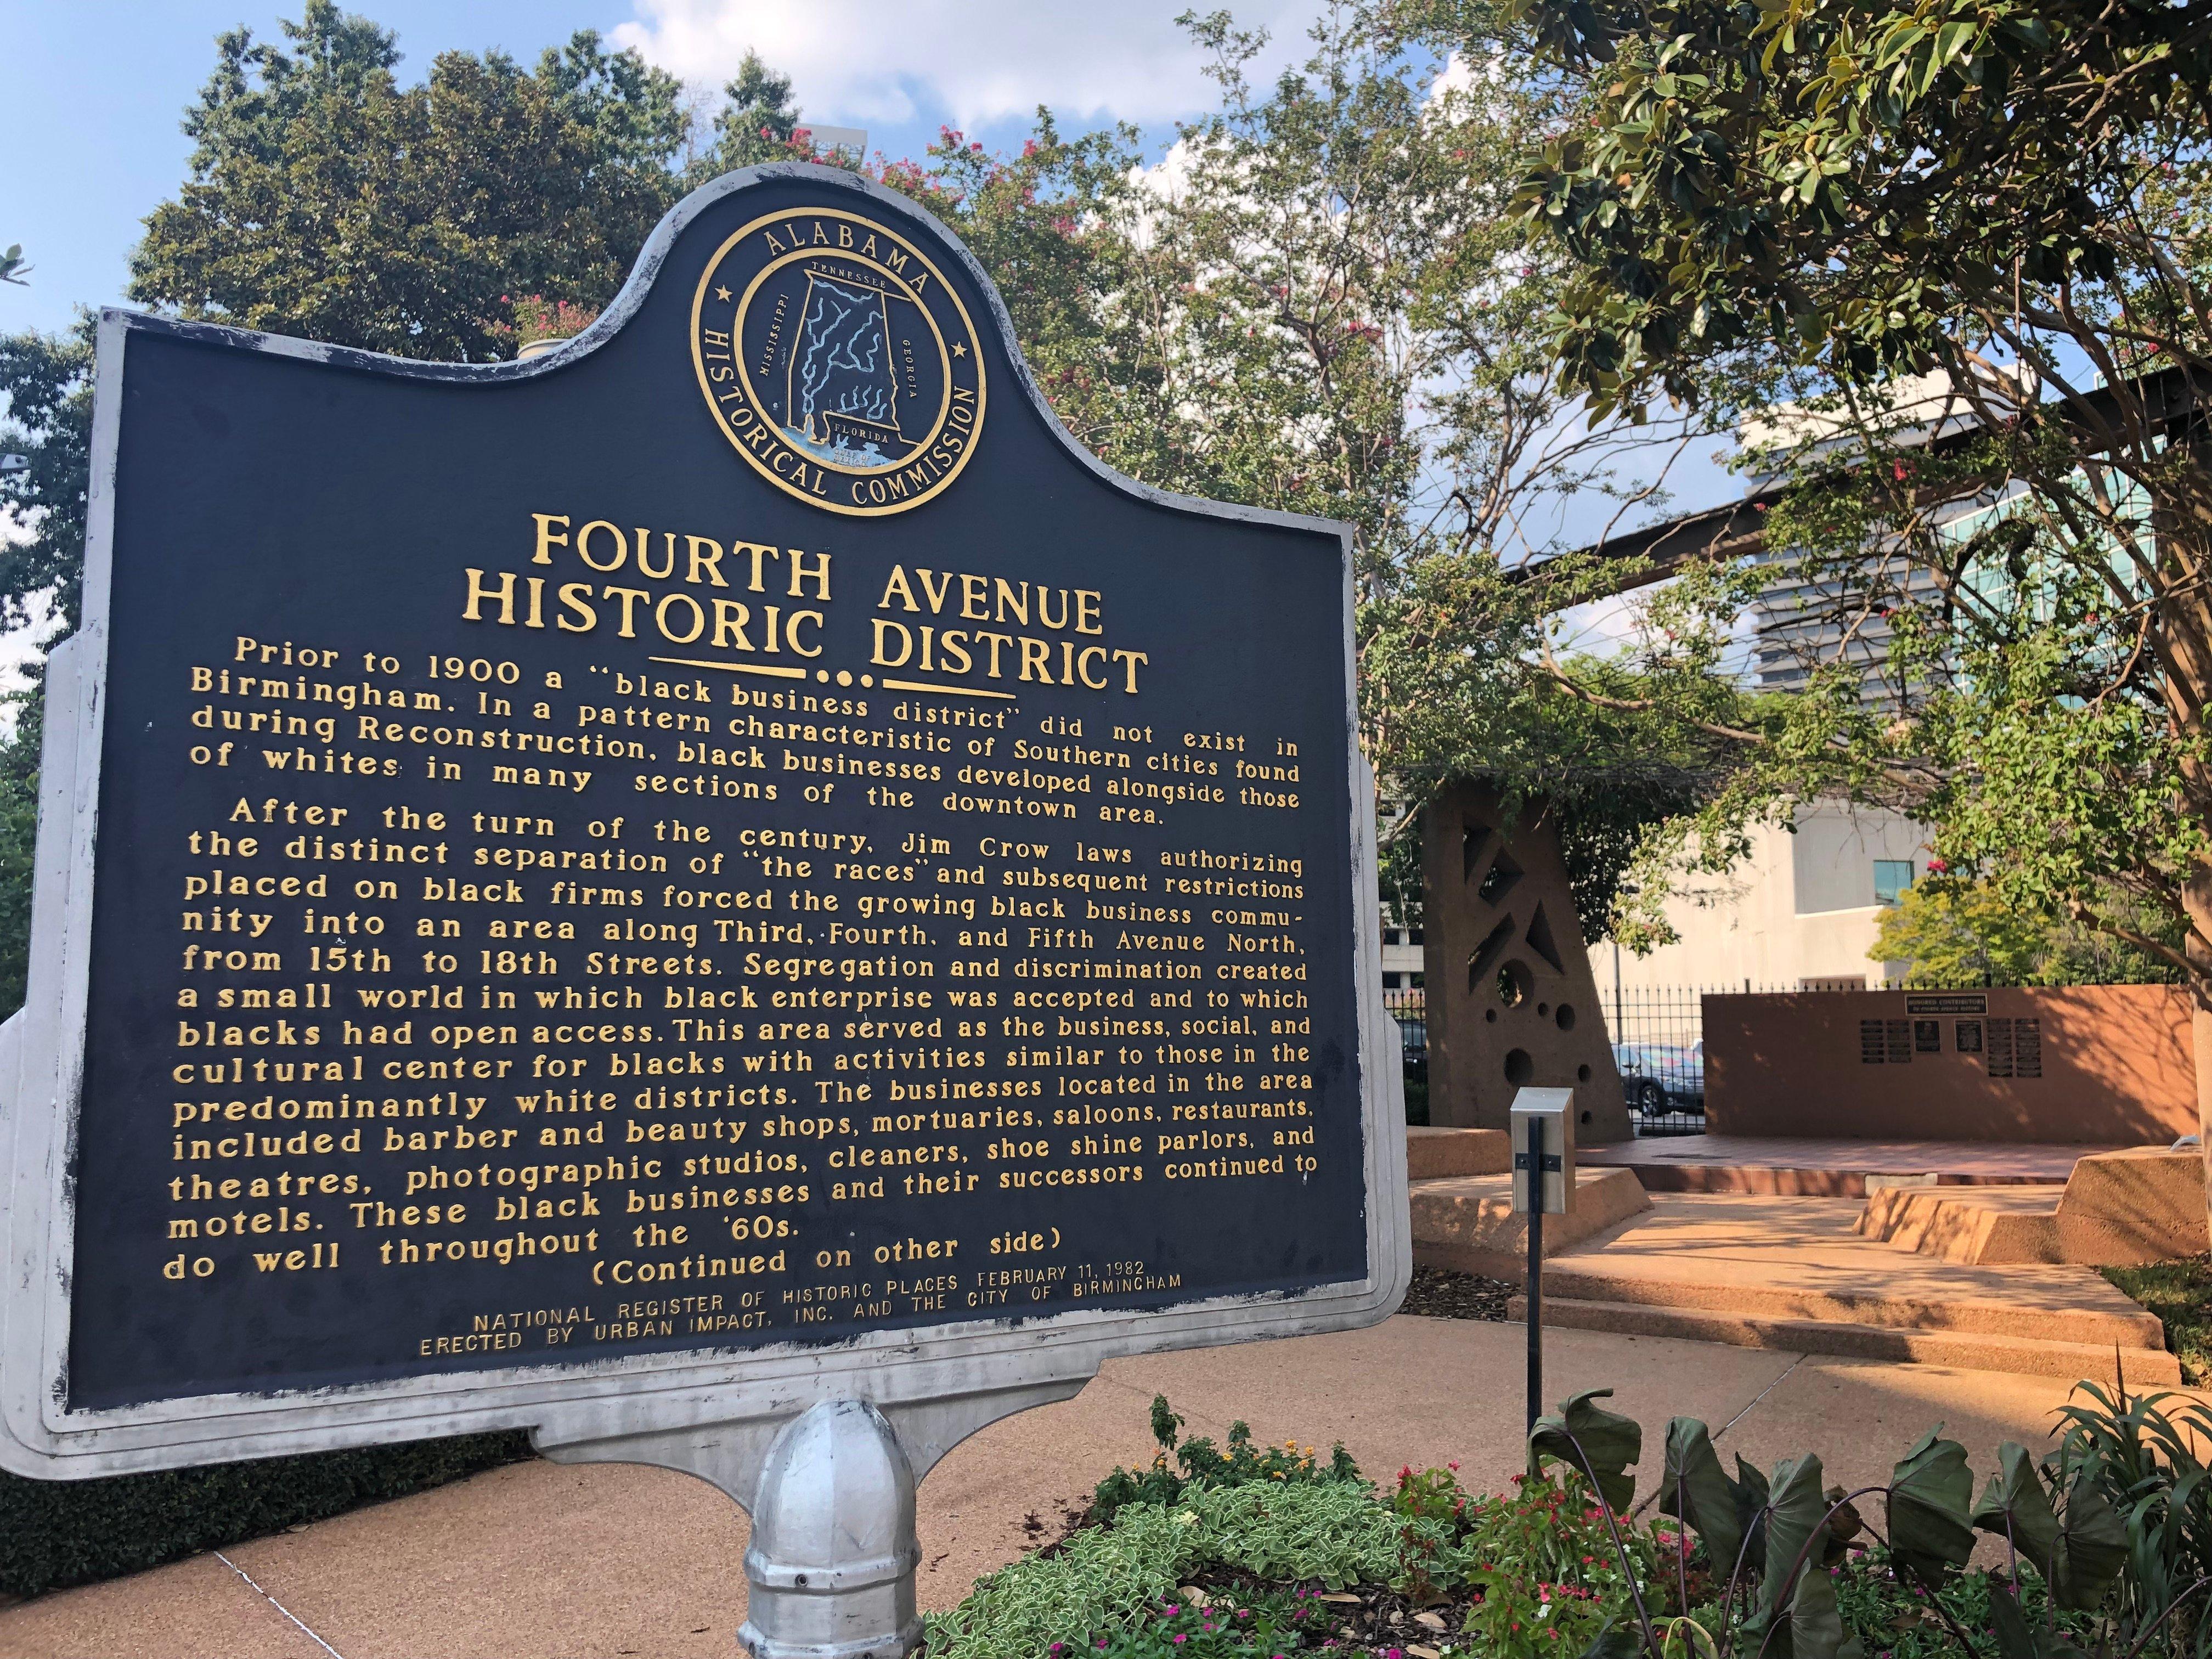 ALABAMA
HISTORICAL COMMISSION
TENNESSEE
MISSISSIPPI
GEORGIA
FLORIDA
FOURTH AVENUE
HISTORIC DISTRICT
Prior to 1900 a "black business district" did not exist in
Birmingham. In a pattern characteristic of Southern cities found
during Reconstruction, black businesses developed alongside those
of whites in many sections of the downtown area.
After the turn of the century, Jim Crow laws authorizing
the distinct separation of "the races" and subsequent restrictions
placed on black firms forced the growing black business commu-
nity into an area along Third, Fourth, and Fifth Avenue North,
from 15th to 18th Streets. Segregation and discrimination created
a small world in which black enterprise was accepted and to which
blacks had open access. This area served as the business, social, and
cultural center for blacks with activities similar to those in the
predominantly white districts. The businesses located in the area
included barber and beauty shops, mortuaries, saloons, restaurants,
theatres, photographic studios, cleaners, shoe shine parlors, and
motels. These black businesses and their successors continued to
do well throughout the '60s.
(Continued on other side)
NATIONAL REGISTER OF HISTORIC PLACES FEBRUARY 11, 1982
ERECTED BY URBAN IMPACT, INC. AND THE CITY OF BIRMINGHAM
HONORED CONTRIBUTORS